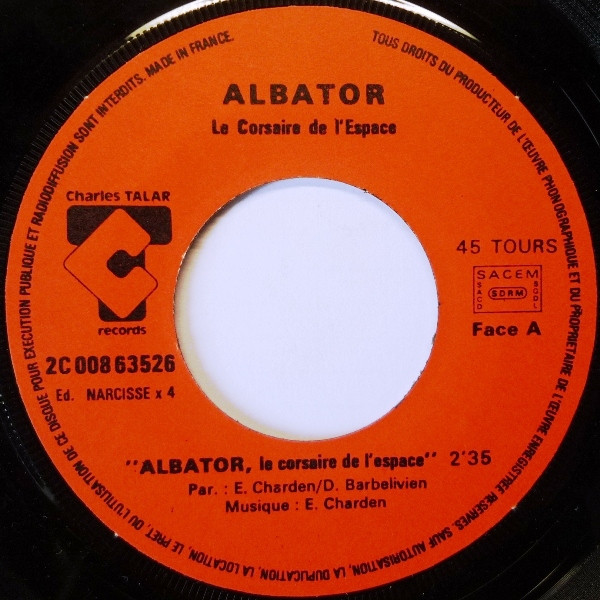 ALBATOR
Le Corsaire de l'Espace
Charles TALAR
records
2C 008 63526
Ed. NARCISSE x 4
45 TOURS
SACEM
SACD
SDRM
SGDL
Face A
"ALBATOR, le corsaire de l'espace" 2'35
Par. : E. Charden/D. Barbelivien
Musique : E. Charden
TOUS DROITS DU PRODUCTEUR DE L'ŒUVRE PHONOGRAPHIQUE ET DU PROPRIETAIRE DE L'ŒUVRE ENREGISTRÉE RESERVES. SAUF AUTORISATION, LA DUPLICATION, LA LOCATION, LE PRET, OU L'UTILISATION DE CE DISQUE POUR EXECUTION PUBLIQUE ET RADIODIFFUSION SONT INTERDITS. MADE IN FRANCE.